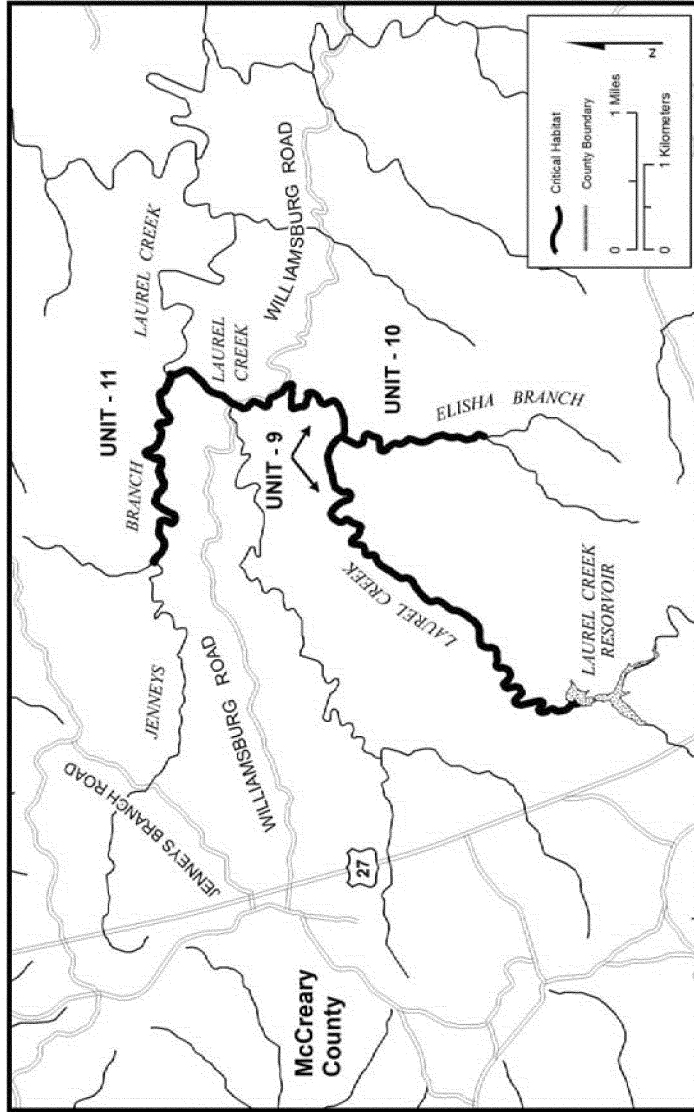 UNIT - 11
LAUREL CREEK
BRANCH
JENNEYS
LAUREL
CREEK
WILLIAMSBURG ROAD
JENNEYS BRANCH ROAD
WILLIAMSBURG ROAD
UNIT - 9
UNIT - 10
ELISHA BRANCH
LAUREL CREEK
27
McCreary
County
LAUREL CREEK
RESERVOIR
Critical Habitat
County Boundary
0
1 Miles
0
1 Kilometers
N